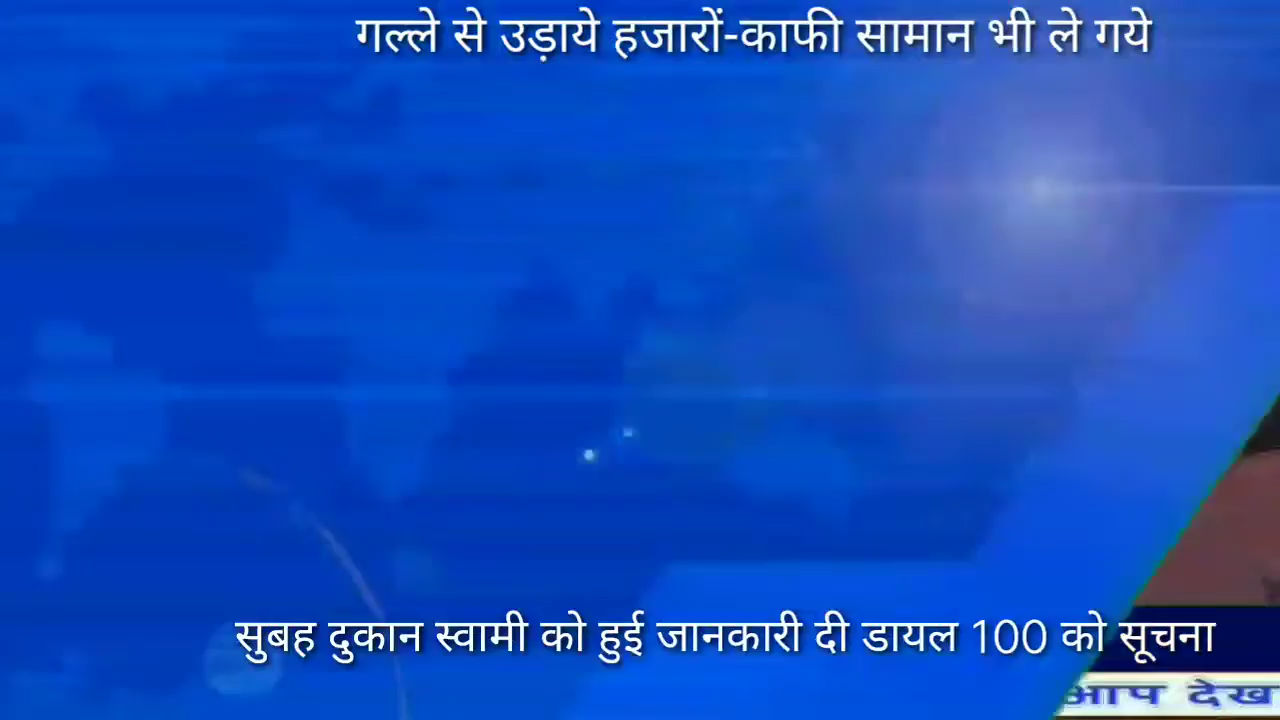 गल्ले से उड़ाये हजारों-काफी सामान भी ले गये
सुबह दुकान स्वामी को हुई जानकारी दी डायल 100 को सूचना
आप देख